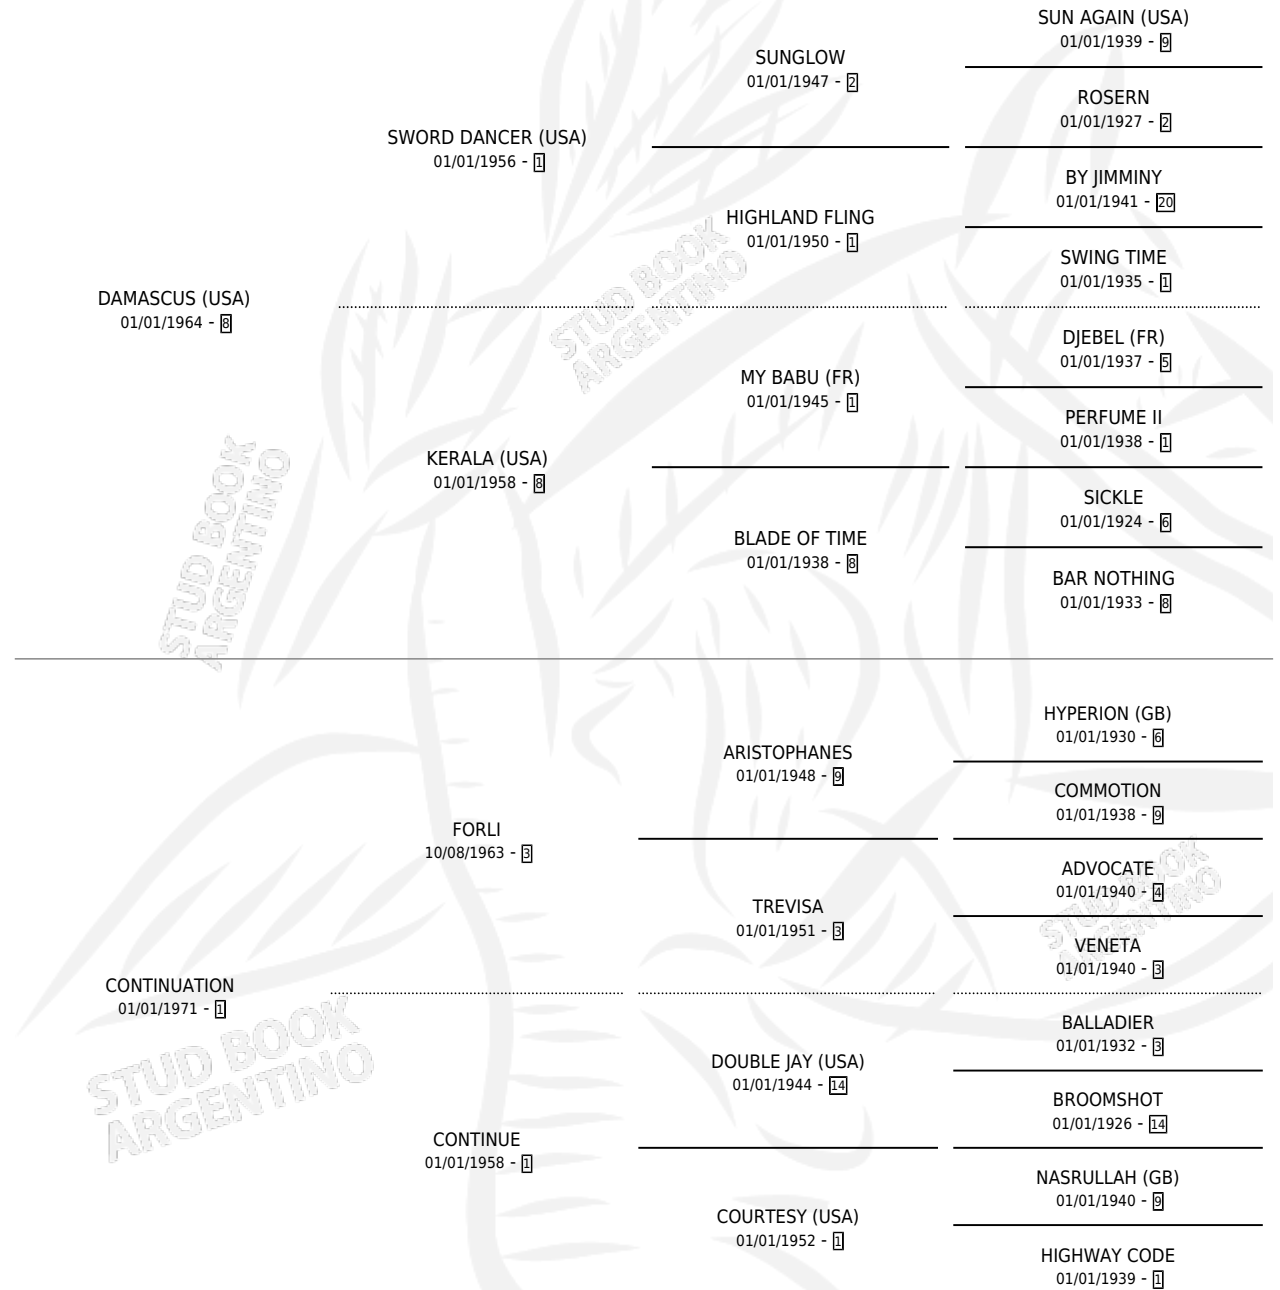 SUN AGAIN (USA)
01/01/1939 - 9
SUNGLOW
01/01/1947 - 2
ROSERN
01/01/1927 - 2
SWORD DANCER (USA)
01/01/1956 - 1
BY JIMMINY
01/01/1941 - 20
HIGHLAND FLING
01/01/1950 - 1
SWING TIME
01/01/1935 - 1
DAMASCUS (USA)
01/01/1964 - 8
DJEBEL (FR)
01/01/1937 - 5
MY BABU (FR)
01/01/1945 - 1
PERFUME II
01/01/1938 - 1
KERALA (USA)
01/01/1958 - 8
SICKLE
01/01/1924 - 6
BLADE OF TIME
01/01/1938 - 8
BAR NOTHING
01/01/1933 - 8
HYPERION (GB)
01/01/1930 - 6
ARISTOPHANES
01/01/1948 - 9
COMMOTION
01/01/1938 - 9
FORLI
10/08/1963 - 3
ADVOCATE
01/01/1940 - 4
TREVISA
01/01/1951 - 3
VENETA
01/01/1940 - 3
CONTINUATION
01/01/1971 - 1
BALLADIER
01/01/1932 - 3
DOUBLE JAY (USA)
01/01/1944 - 14
BROOMSHOT
01/01/1926 - 14
CONTINUE
01/01/1958 - 1
NASRULLAH (GB)
01/01/1940 - 9
COURTESY (USA)
01/01/1952 - 1
HIGHWAY CODE
01/01/1939 - 1
STUD BOOK
ARGENTINO
STUD BOOK
ARGENTINO
STUD BOOK
ARGENTINO
STUD BOOK
ARGENTINO